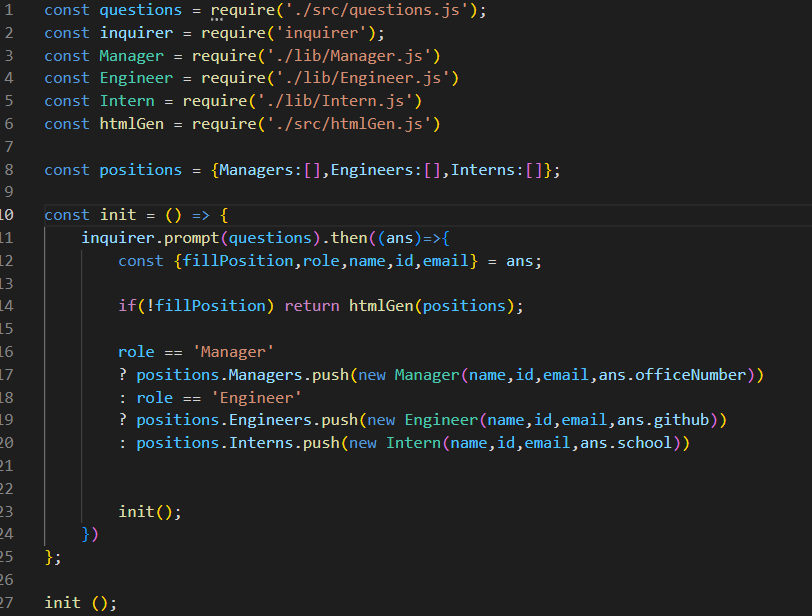 1 const questions = require('./src/questions.js');
2 const inquirer = require('inquirer');
3 const Manager = require('./lib/Manager.js')
4 const Engineer = require('./lib/Engineer.js')
5 const Intern = require('./lib/Intern.js')
6 const htmlGen = require('./src/htmlGen.js')
7
8 const positions = {Managers:[],Engineers:[],Interns:[]};
9
10 const init = () => {
11     inquirer.prompt(questions).then((ans)=>{
12         const {fillPosition,role,name,id,email} = ans;
13
14         if(!fillPosition) return htmlGen(positions);
15
16         role == 'Manager'
17         ? positions.Managers.push(new Manager(name,id,email,ans.officeNumber))
18         : role == 'Engineer'
19         ? positions.Engineers.push(new Engineer(name,id,email,ans.github))
20         : positions.Interns.push(new Intern(name,id,email,ans.school))
21
22
23         init();
24     })
25 };
26
27 init ();